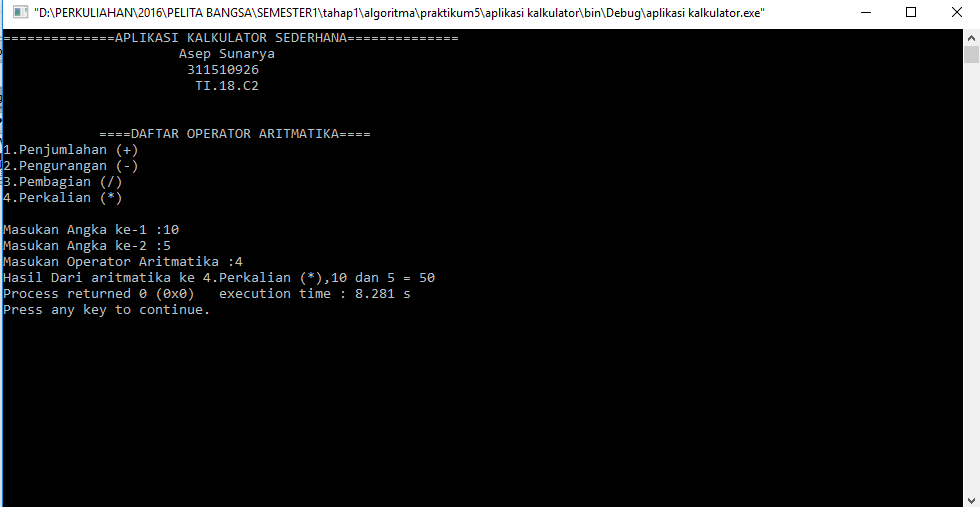 "D:\PERKULIAHAN\2016\PELITA BANGSA\SEMESTER1\tahap1\algoritma\praktikum5\aplikasi kalkulator\bin\Debug\aplikasi kalkulator.exe"
==============APLIKASI KALKULATOR SEDERHANA==============
Asep Sunarya
311510926
TI.18.C2
====DAFTAR OPERATOR ARITMATIKA====
1.Penjumlahan (+)
2.Pengurangan (-)
3.Pembagian (/)
4.Perkalian (*)
Masukan Angka ke-1 :10
Masukan Angka ke-2 :5
Masukan Operator Aritmatika :4
Hasil Dari aritmatika ke 4.Perkalian (*),10 dan 5 = 50
Process returned 0 (0x0)   execution time : 8.281 s
Press any key to continue.